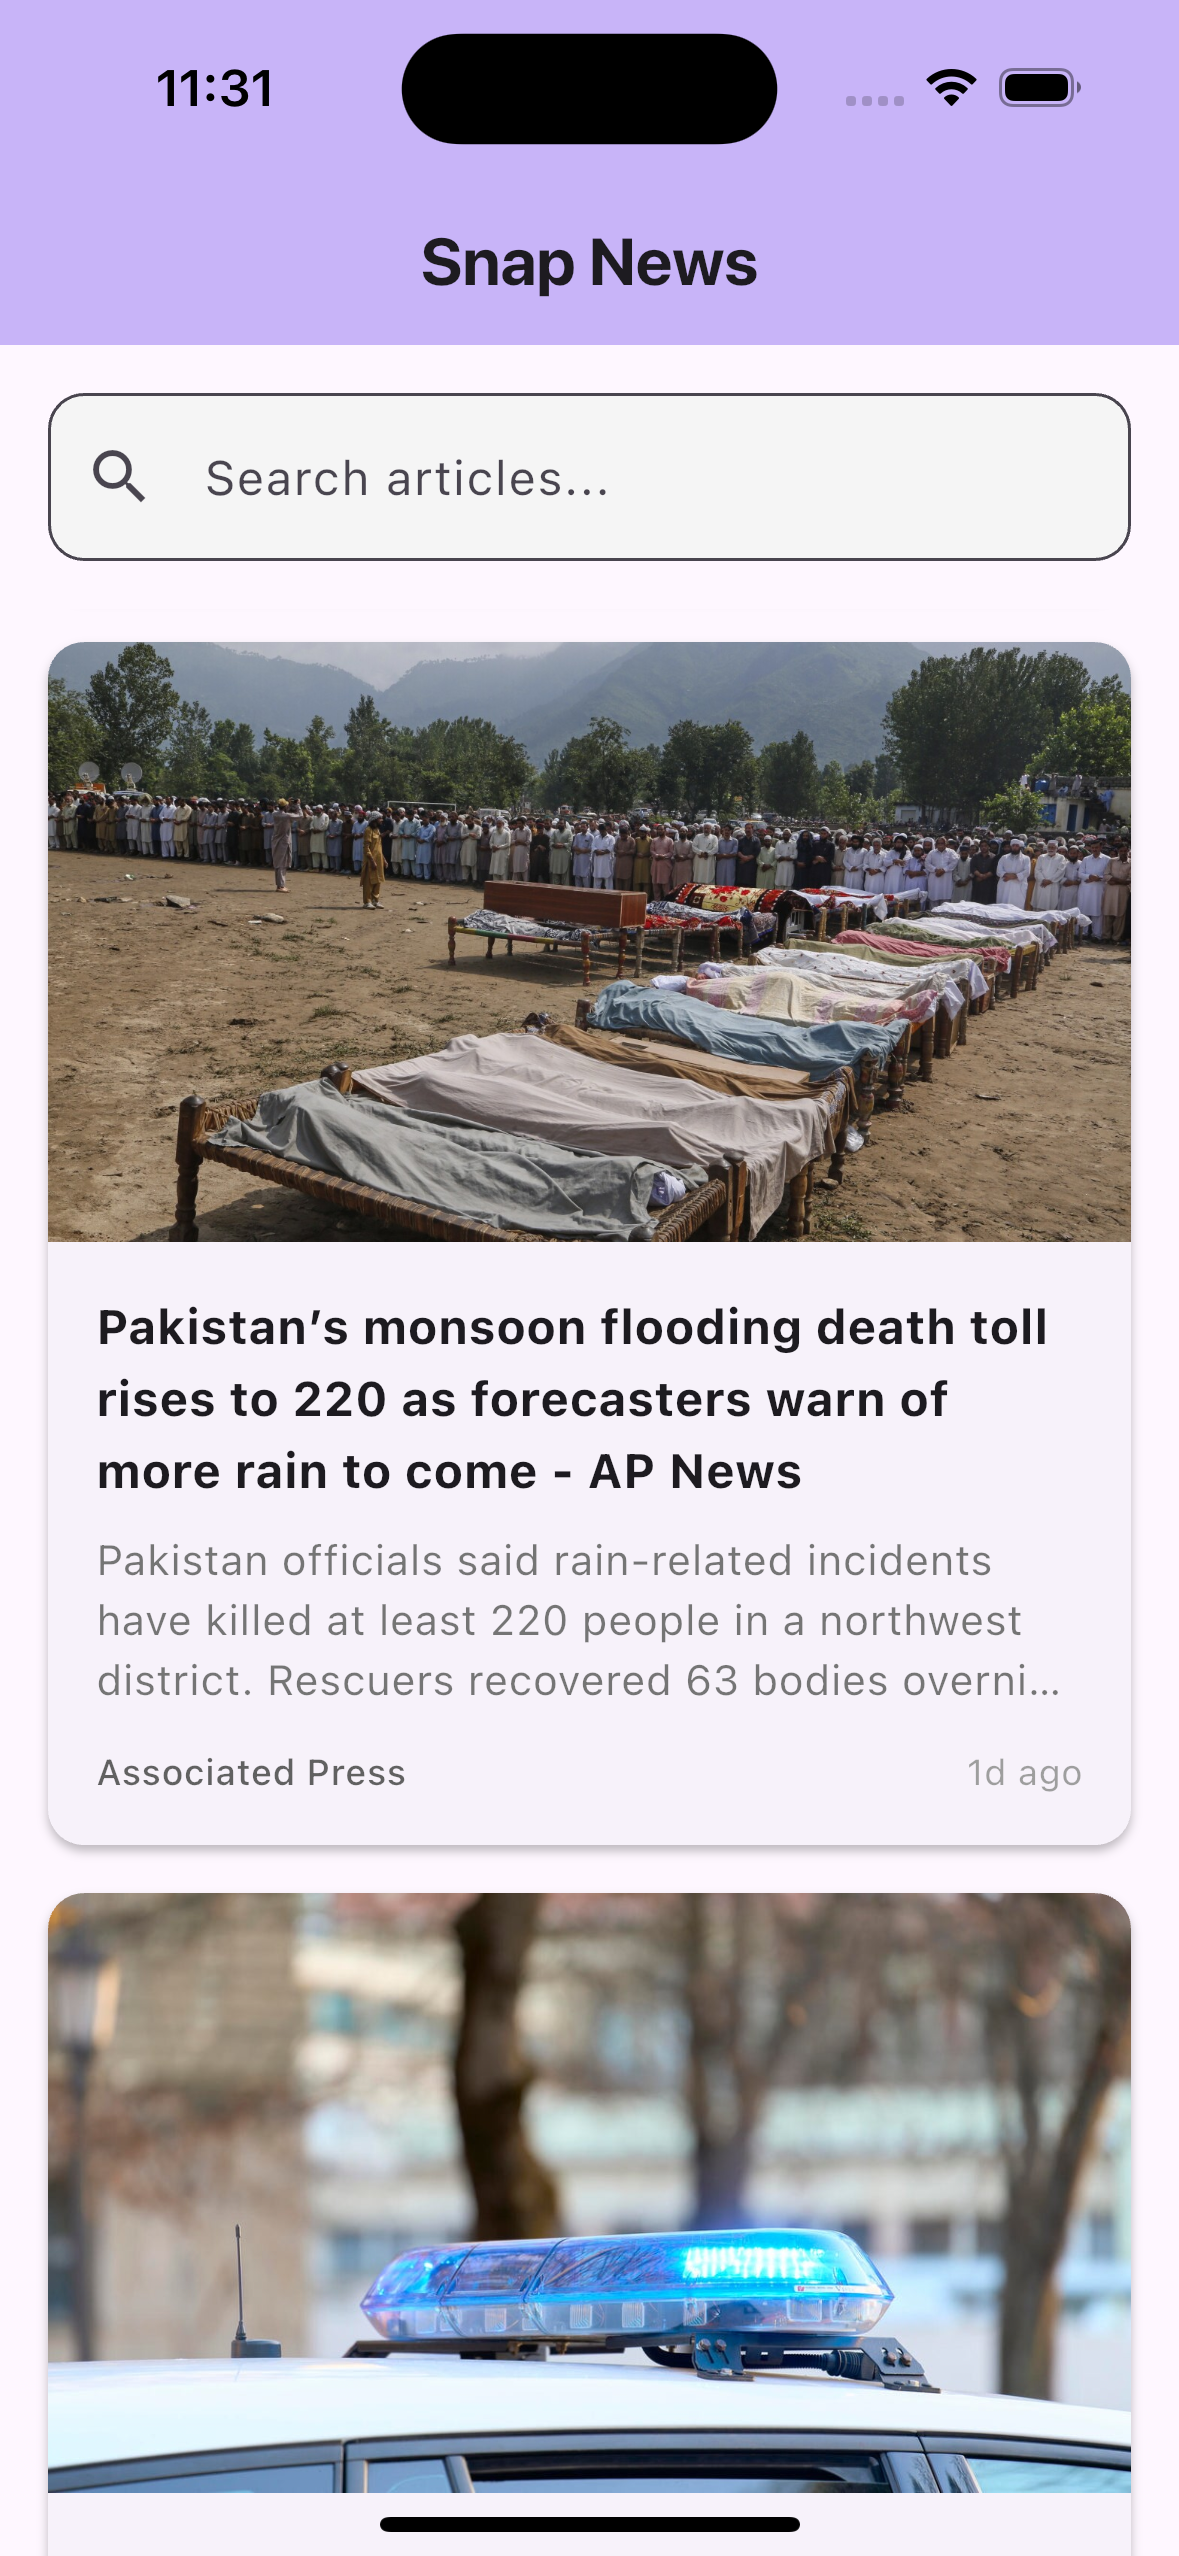 11:31
Snap News
Search articles...
Pakistan’s monsoon flooding death toll
rises to 220 as forecasters warn of
more rain to come - AP News
Pakistan officials said rain-related incidents
have killed at least 220 people in a northwest
district. Rescuers recovered 63 bodies overni...
Associated Press
1d ago